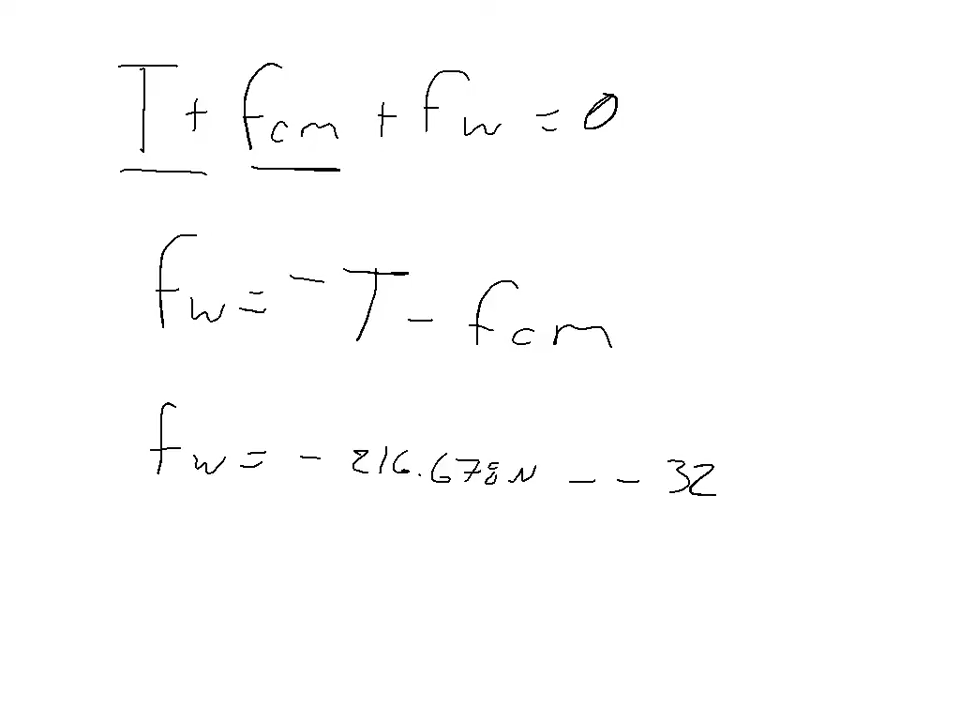 T + fcm + fw = 0
fw = - T - fcm
fw = - 216.678N - - 32